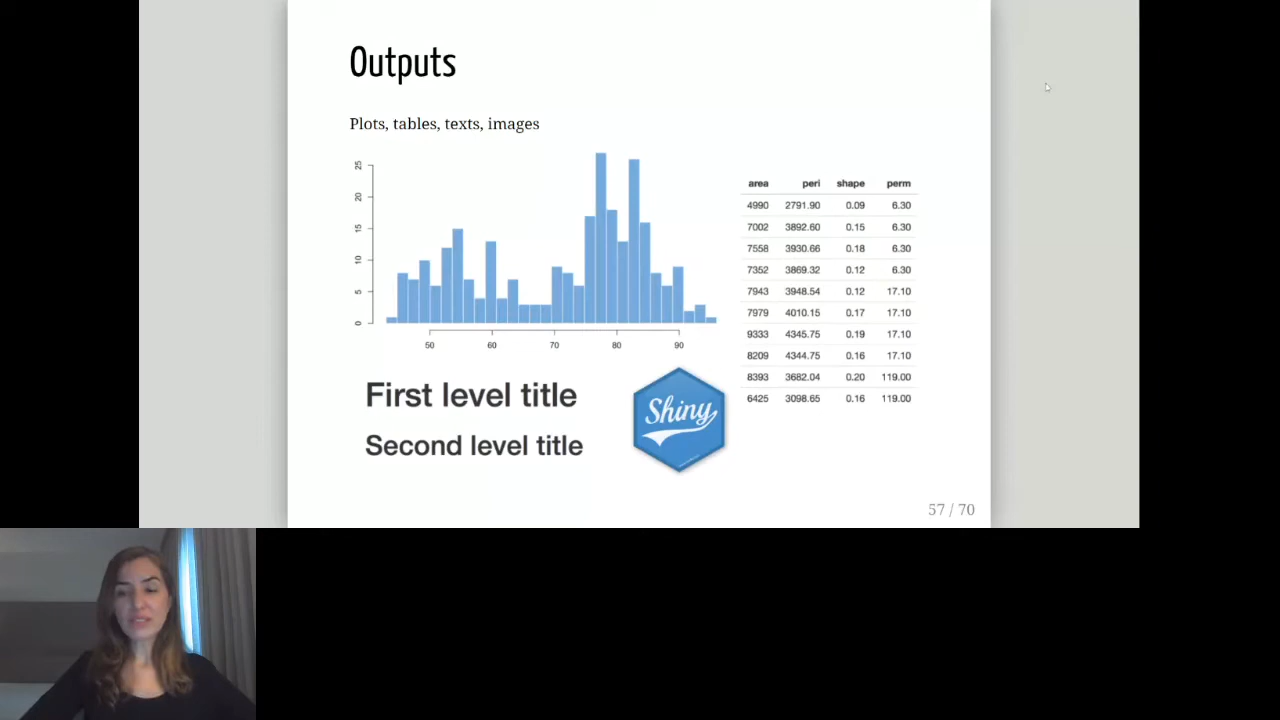 Outputs
Plots, tables, texts, images
25
20
15
10
5
0
50 60 70 80 90
area peri shape perm
4990 2791.90 0.09 6.30
7002 3892.60 0.15 6.30
7558 3930.66 0.18 6.30
7352 3869.32 0.12 6.30
7943 3948.54 0.12 17.10
7979 4010.15 0.17 17.10
9333 4345.75 0.19 17.10
8209 4344.75 0.16 17.10
8393 3682.04 0.20 119.00
6425 3098.65 0.16 119.00
First level title
Second level title
Shiny
57 / 70